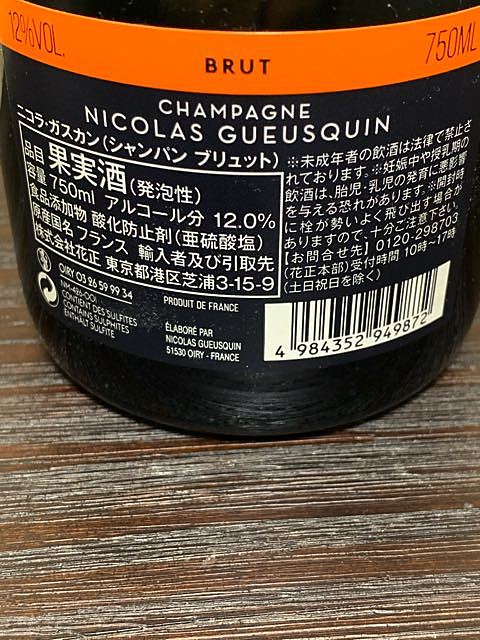 12%VOL.
BRUT
750ML
CHAMPAGNE
NICOLAS GUEUSQUIN
ニコラ・ガスカン(シャンパン ブリュット)
品目 果実酒(発泡性)
容量 750ml アルコール分 12.0%
食品添加物 酸化防止剤(亜硫酸塩)
原産国名 フランス 輸入者及び引取先
株式会社花正 東京都港区芝浦3-15-9
※未成年者の飲酒は法律で禁止さ
れております。※妊娠中や授乳期の
飲酒は、胎児・乳児の発育に悪影響
を与える恐れがあります。※開封時
に栓が勢いよく飛び出す場合が
ありますので、十分ご注意下さい。
【お問合せ先】 0120-298703
(花正本部)受付時間 10時~17時
(土日祝日を除く)
OIRY 03 26 59 99 34
NM-426-001
CONTIENT DES SULFITES
CONTAINS SULPHITES
ENTHALT SULFITE
PRODUIT DE FRANCE
ÉLABORÉ PAR
NICOLAS GUEUSQUIN
51530 OIRY - FRANCE
4 984352 949872